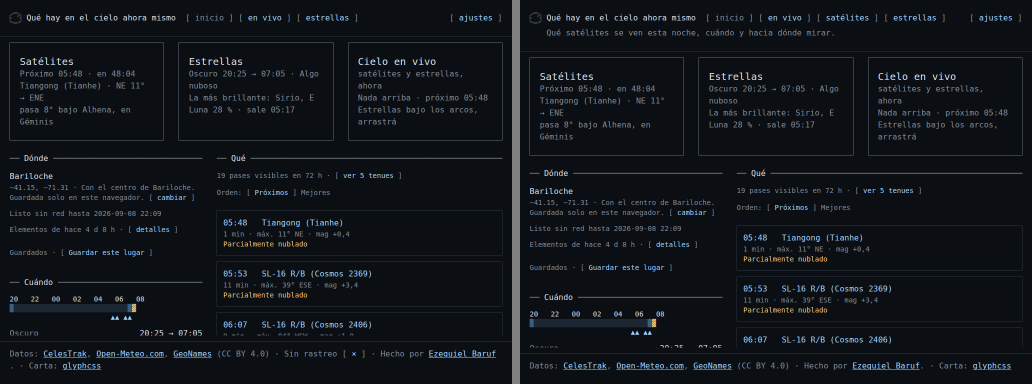 Qué hay en el cielo ahora mismo [ inicio ] [ en vivo ] [ estrellas ] [ ajustes ]
Satélites
Próximo 05:48 · en 48:04
Tiangong (Tianhe) · NE 11°
→ ENE
pasa 8° bajo Alhena, en
Géminis
Estrellas
Oscuro 20:25 → 07:05 · Algo
nuboso
La más brillante: Sirio, E
Luna 28 % · sale 05:17
Cielo en vivo
satélites y estrellas,
ahora
Nada arriba · próximo 05:48
Estrellas bajo los arcos,
arrastrá
Dónde
Bariloche
−41.15, −71.31 · Con el centro de Bariloche.
Guardada solo en este navegador. [ cambiar ]
Listo sin red hasta 2026-09-08 22:09
Elementos de hace 4 d 8 h · [ detalles ]
Guardados · [ Guardar este lugar ]
Cuándo
20 22 00 02 04 06 08
Oscuro 20:25 → 07:05
Qué
19 pases visibles en 72 h · [ ver 5 tenues ]
Orden: [ Próximos ] Mejores
05:48 Tiangong (Tianhe)
1 min · máx. 11° NE · mag +0,4
Parcialmente nublado
05:53 SL-16 R/B (Cosmos 2369)
11 min · máx. 39° ESE · mag +3,4
Parcialmente nublado
06:07 SL-16 R/B (Cosmos 2406)
Datos: CelesTrak, Open-Meteo.com, GeoNames (CC BY 4.0) · Sin rastreo [ × ] · Hecho por Ezequiel Baruf
. · Carta: glyphcss
Qué hay en el cielo ahora mismo [ inicio ] [ en vivo ] [ satélites ] [ estrellas ] [ ajustes ]
Qué satélites se ven esta noche, cuándo y hacia dónde mirar.
Satélites
Próximo 05:48 · en 48:04
Tiangong (Tianhe) · NE 11°
→ ENE
pasa 8° bajo Alhena, en
Géminis
Estrellas
Oscuro 20:25 → 07:05 · Algo
nuboso
La más brillante: Sirio, E
Luna 28 % · sale 05:17
Cielo en vivo
satélites y estrellas,
ahora
Nada arriba · próximo 05:48
Estrellas bajo los arcos,
arrastrá
Dónde
Bariloche
−41.15, −71.31 · Con el centro de Bariloche.
Guardada solo en este navegador. [ cambiar ]
Listo sin red hasta 2026-09-08 22:09
Elementos de hace 4 d 8 h · [ detalles ]
Guardados · [ Guardar este lugar ]
Cuándo
20 22 00 02 04 06 08
Oscuro 20:25 → 07:05
Qué
19 pases visibles en 72 h · [ ver 5 tenues ]
Orden: [ Próximos ] Mejores
05:48 Tiangong (Tianhe)
1 min · máx. 11° NE · mag +0,4
Parcialmente nublado
05:53 SL-16 R/B (Cosmos 2369)
11 min · máx. 39° ESE · mag +3,4
Parcialmente nublado
06:07 SL-16 R/B (Cosmos 2406)
Datos: CelesTrak, Open-Meteo.com, GeoNames (CC BY 4.0) · Hecho por Ezequiel Baruf. · Carta: glyphcss